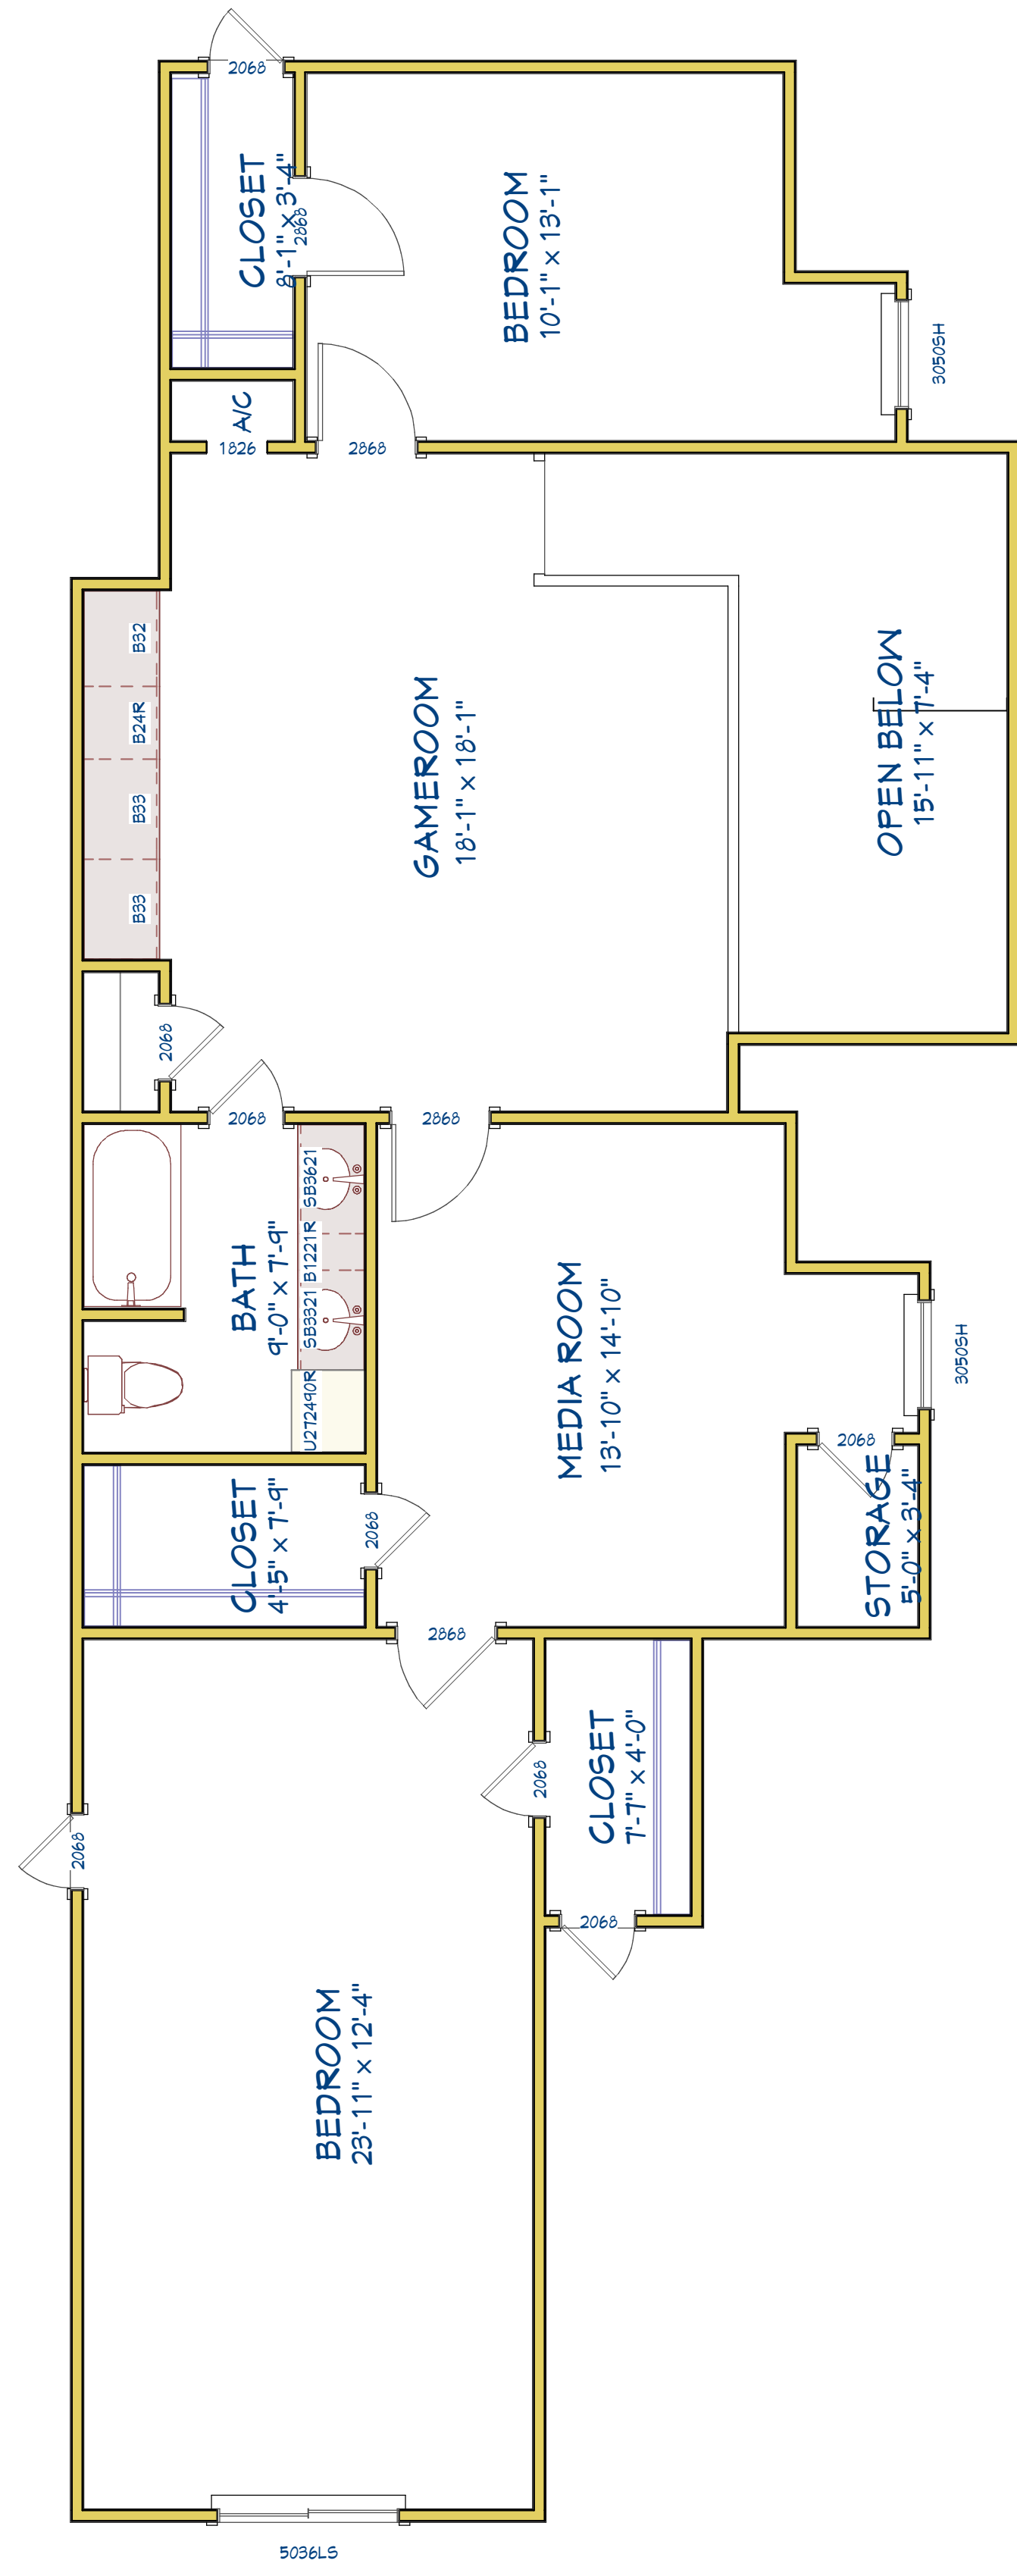 2068
CLOSET
8'-1" x 3'-4"
2868
BEDROOM
10'-1" x 13'-1"
3050SH
A/C
1826
2868
B32
B24R
B33
B33
GAMEROOM
18'-1" x 18'-1"
OPEN BELOW
15'-11" x 7'-4"
2068
2068
2868
BATH
9'-0" x 7'-9"
SB3621
B1221R
SB3321
U272490R
MEDIA ROOM
13'-10" x 14'-10"
3050SH
2068
STORAGE
5'-0" x 3'-4"
CLOSET
4'-5" x 7'-9"
2068
2868
CLOSET
7'-7" x 4'-0"
2068
2068
2068
BEDROOM
23'-11" x 12'-4"
5036LS